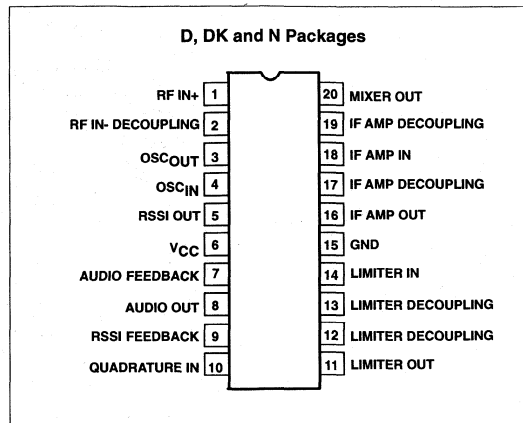 D, DK and N Packages
RF IN+ 1 20 MIXER OUT
RF IN- DECOUPLING 2 19 IF AMP DECOUPLING
OSCOUT 3 18 IF AMP IN
OSCIN 4 17 IF AMP DECOUPLING
RSSI OUT 5 16 IF AMP OUT
VCC 6 15 GND
AUDIO FEEDBACK 7 14 LIMITER IN
AUDIO OUT 8 13 LIMITER DECOUPLING
RSSI FEEDBACK 9 12 LIMITER DECOUPLING
QUADRATURE IN 10 11 LIMITER OUT